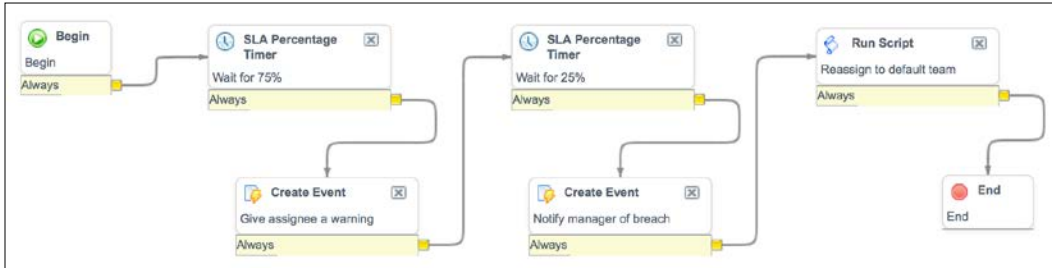 Begin
Begin
Always
SLA Percentage
Timer
Wait for 75%
Always
Create Event
Give assignee a warning
Always
SLA Percentage
Timer
Wait for 25%
Always
Create Event
Notify manager of breach
Always
Run Script
Reassign to default team
Always
End
End